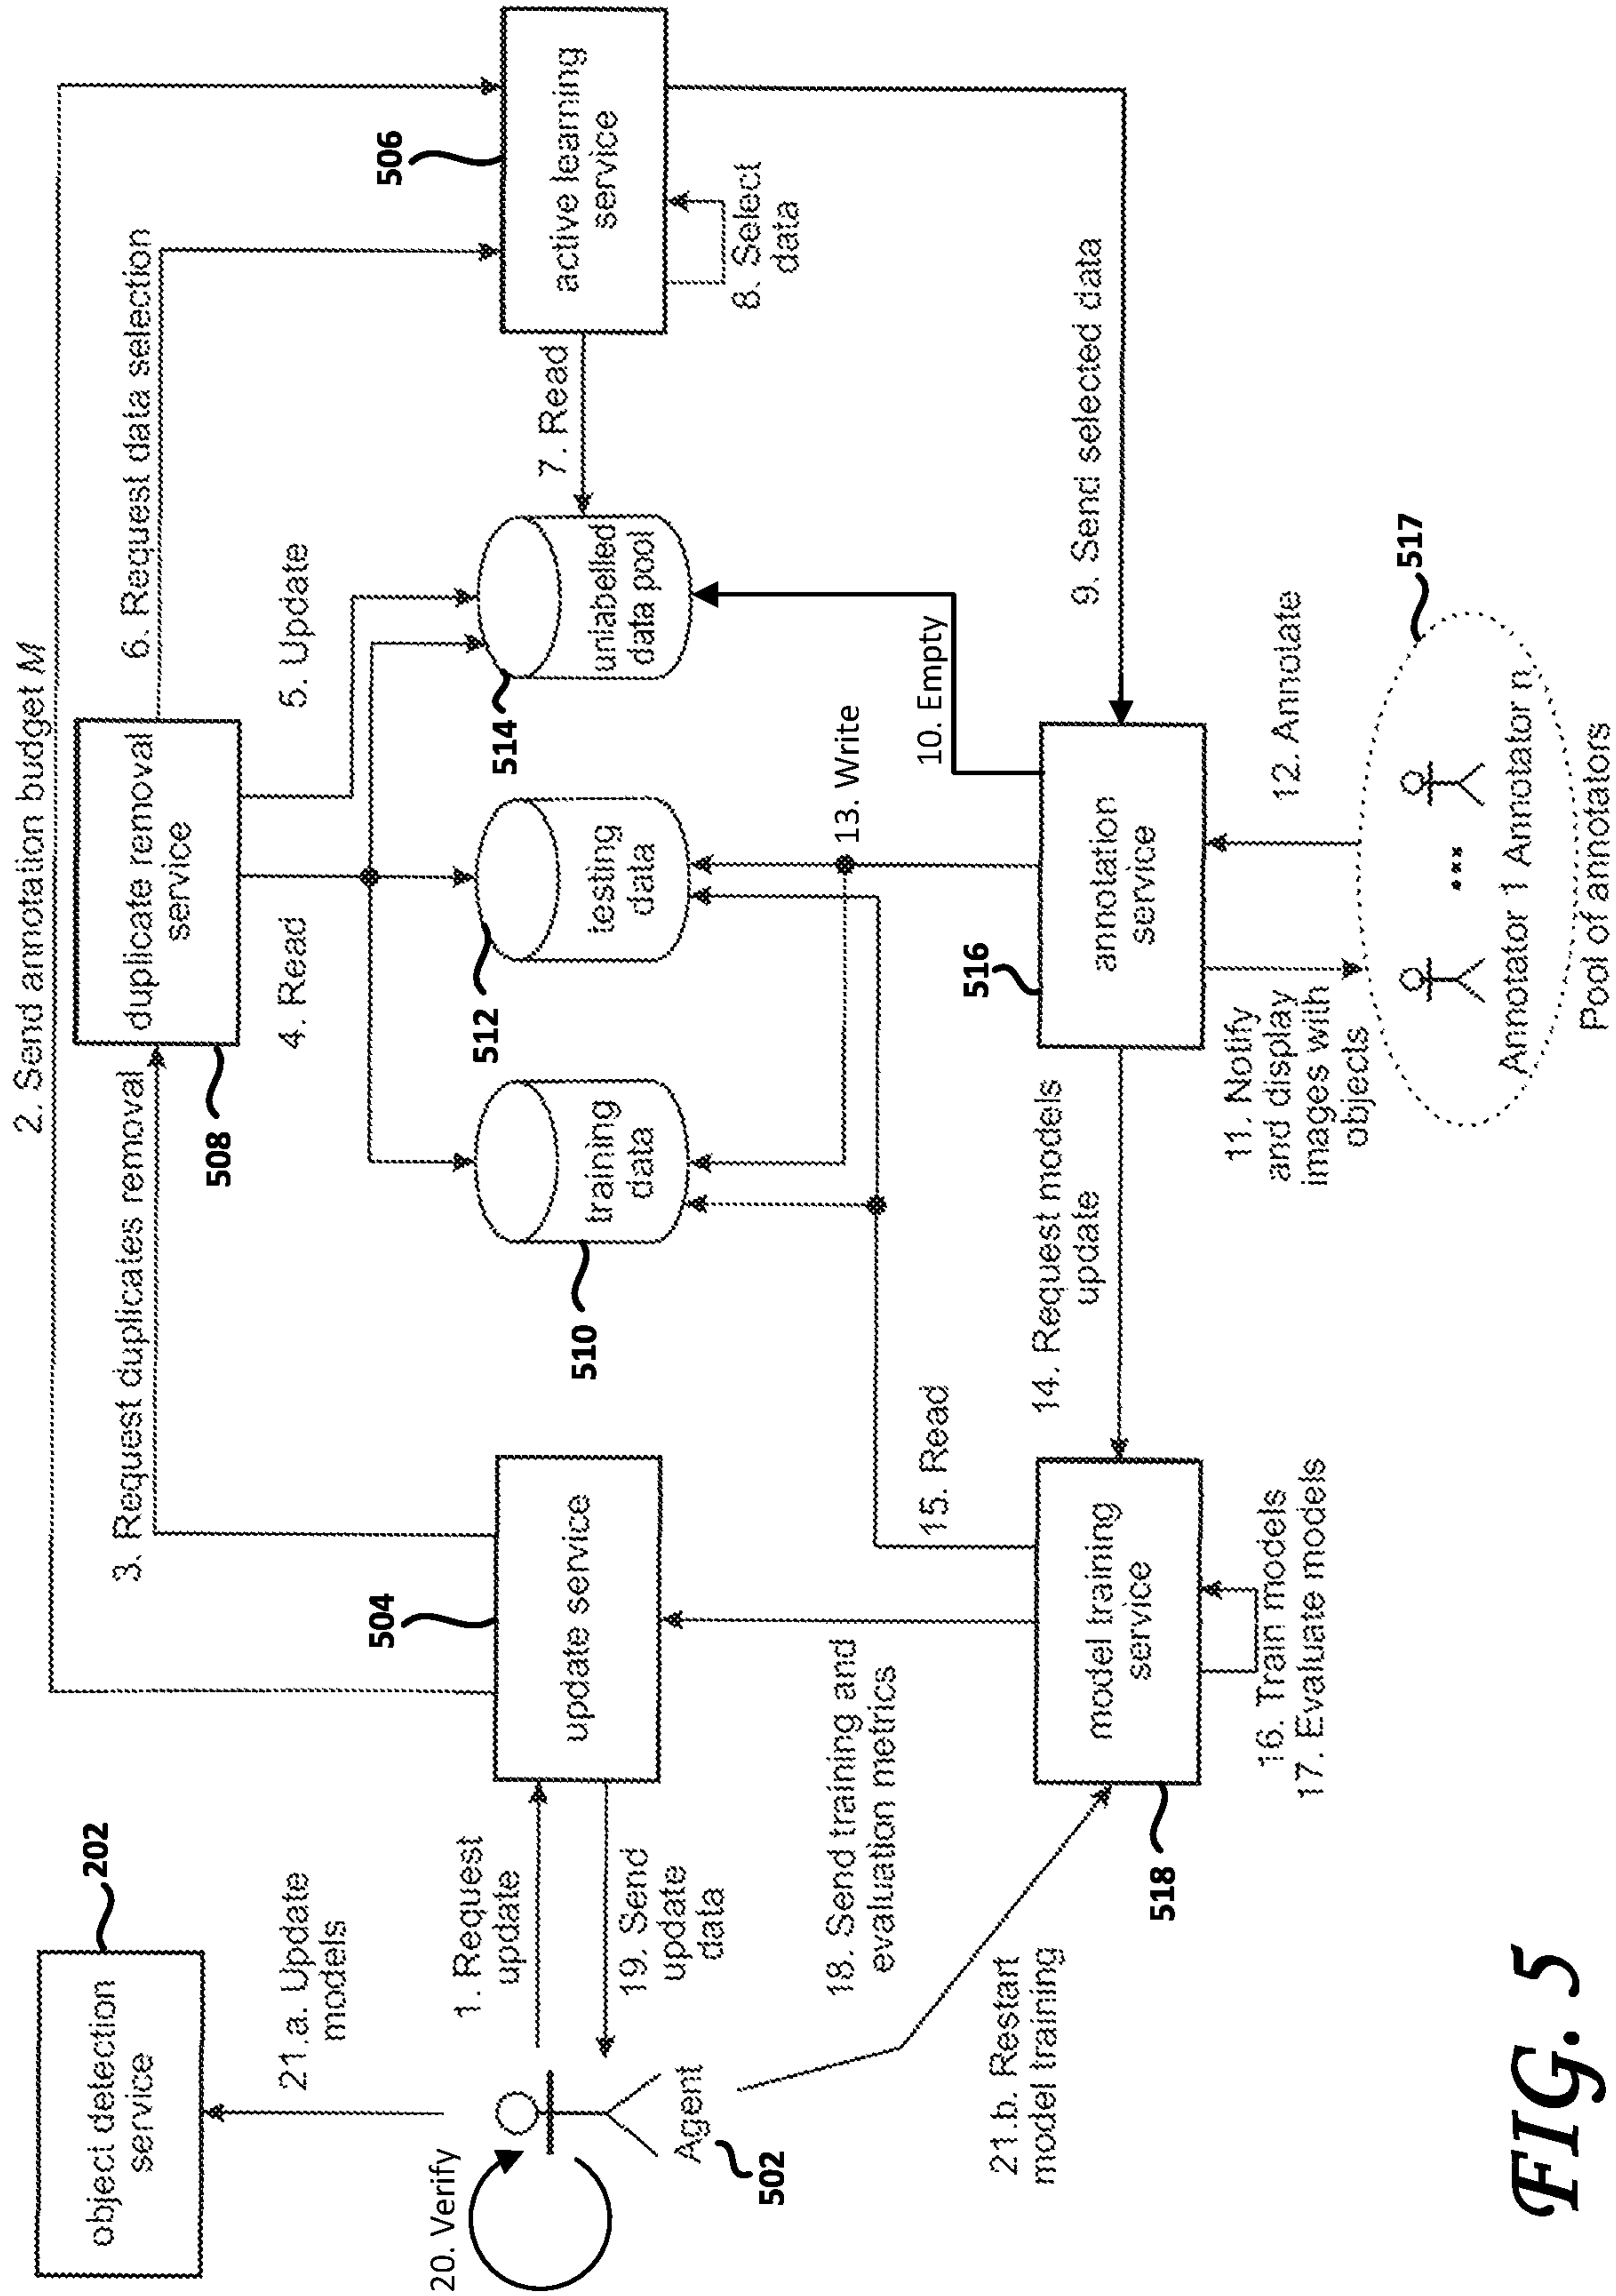 2. Send annotation budget M
3. Request duplicates removal
6. Request data selection
object detection
service
202
duplicate removal
service
508
4. Read
5. Update
21.a. Update
models
20. Verify
Agent
502
1. Request
update
19. Send
update
data
504
update service
510
training
data
512
testing
data
514
unlabelled
data pool
7. Read
506
active learning
service
8. Select
data
13. Write
10. Empty
18. Send training and
evaluation metrics
15. Read
21.b. Restart
model training
518
model training
service
16. Train models
17. Evaluate models
14. Request models
update
516
annotation
service
9. Send selected data
11. Notify
and display
images with
objects
12. Annotate
517
Annotator 1 Annotator n
Pool of annotators
FIG. 5